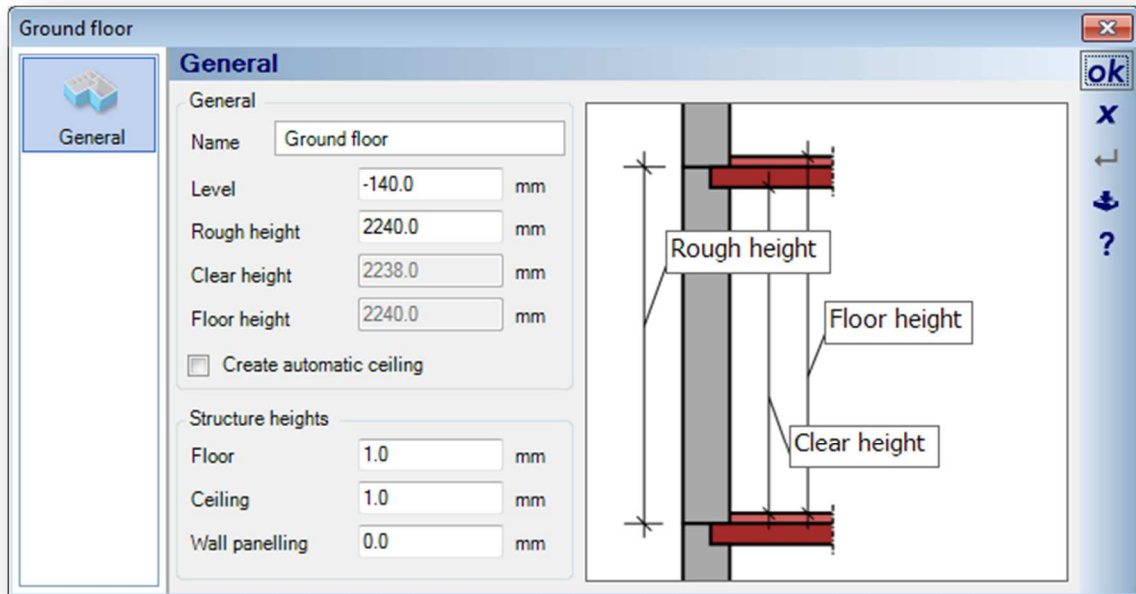 Ground floor
General
General
General
Name Ground floor
Level -140.0 mm
Rough height 2240.0 mm
Clear height 2238.0 mm
Floor height 2240.0 mm
Create automatic ceiling
Structure heights
Floor 1.0 mm
Ceiling 1.0 mm
Wall panelling 0.0 mm
Rough height
Floor height
Clear height
ok
x
?